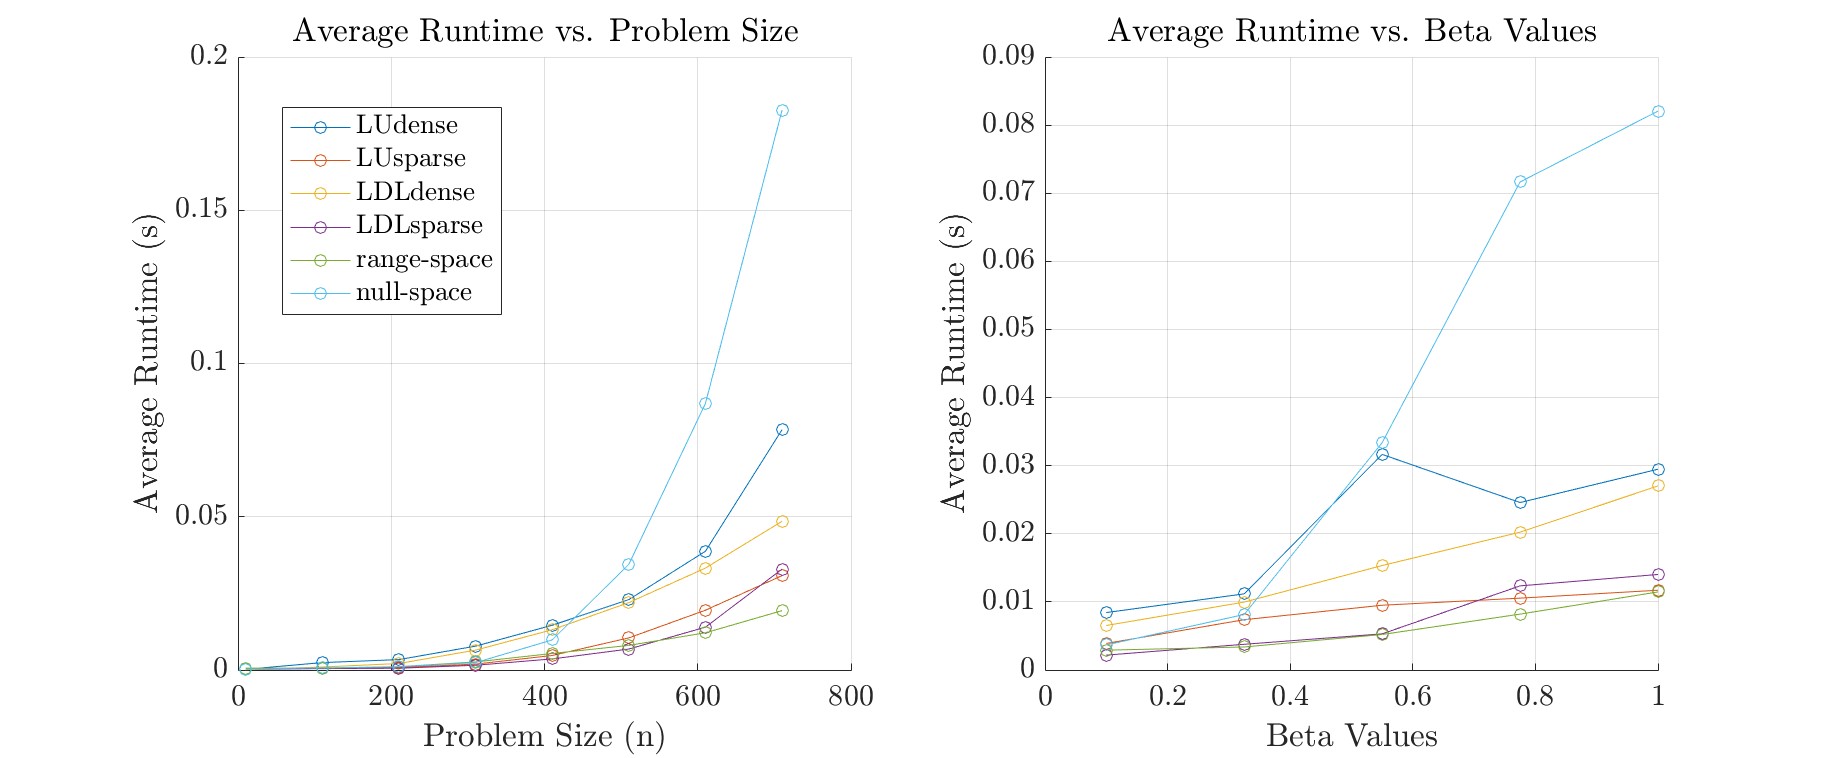 Average Runtime vs. Problem Size
Average Runtime (s)
0.2
0.15
0.1
0.05
0
LUdense
LUsparse
LDLdense
LDLsparse
range-space
null-space
0 200 400 600 800
Problem Size (n)
Average Runtime vs. Beta Values
Average Runtime (s)
0.09
0.08
0.07
0.06
0.05
0.04
0.03
0.02
0.01
0
0 0.2 0.4 0.6 0.8 1
Beta Values